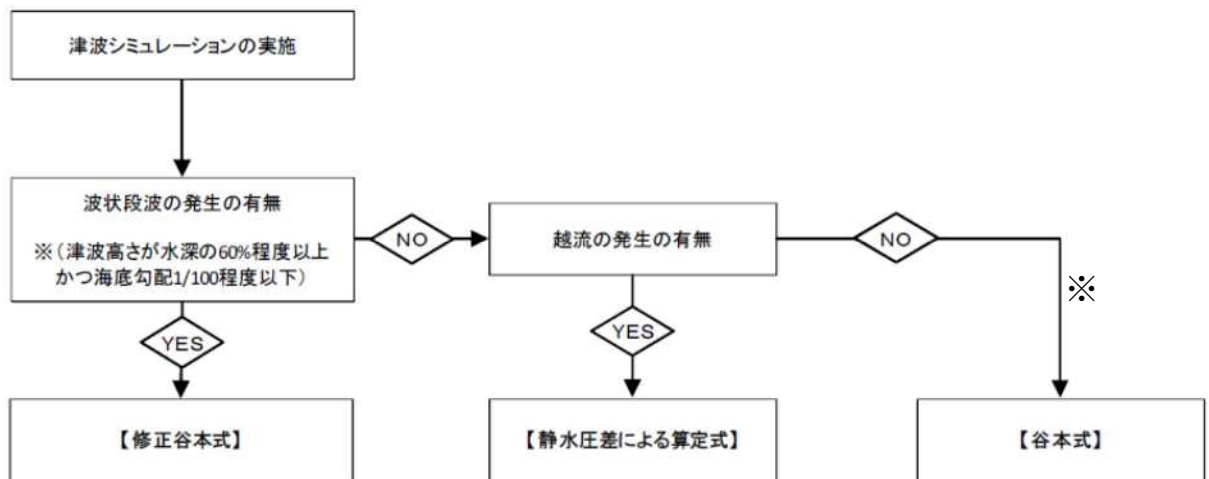 津波シミュレーションの実施
波状段波の発生の有無
※(津波高さが水深の60%程度以上
かつ海底勾配1/100程度以下)
NO
越流の発生の有無
NO
※
YES
YES
【修正谷本式】
【静水圧差による算定式】
【谷本式】